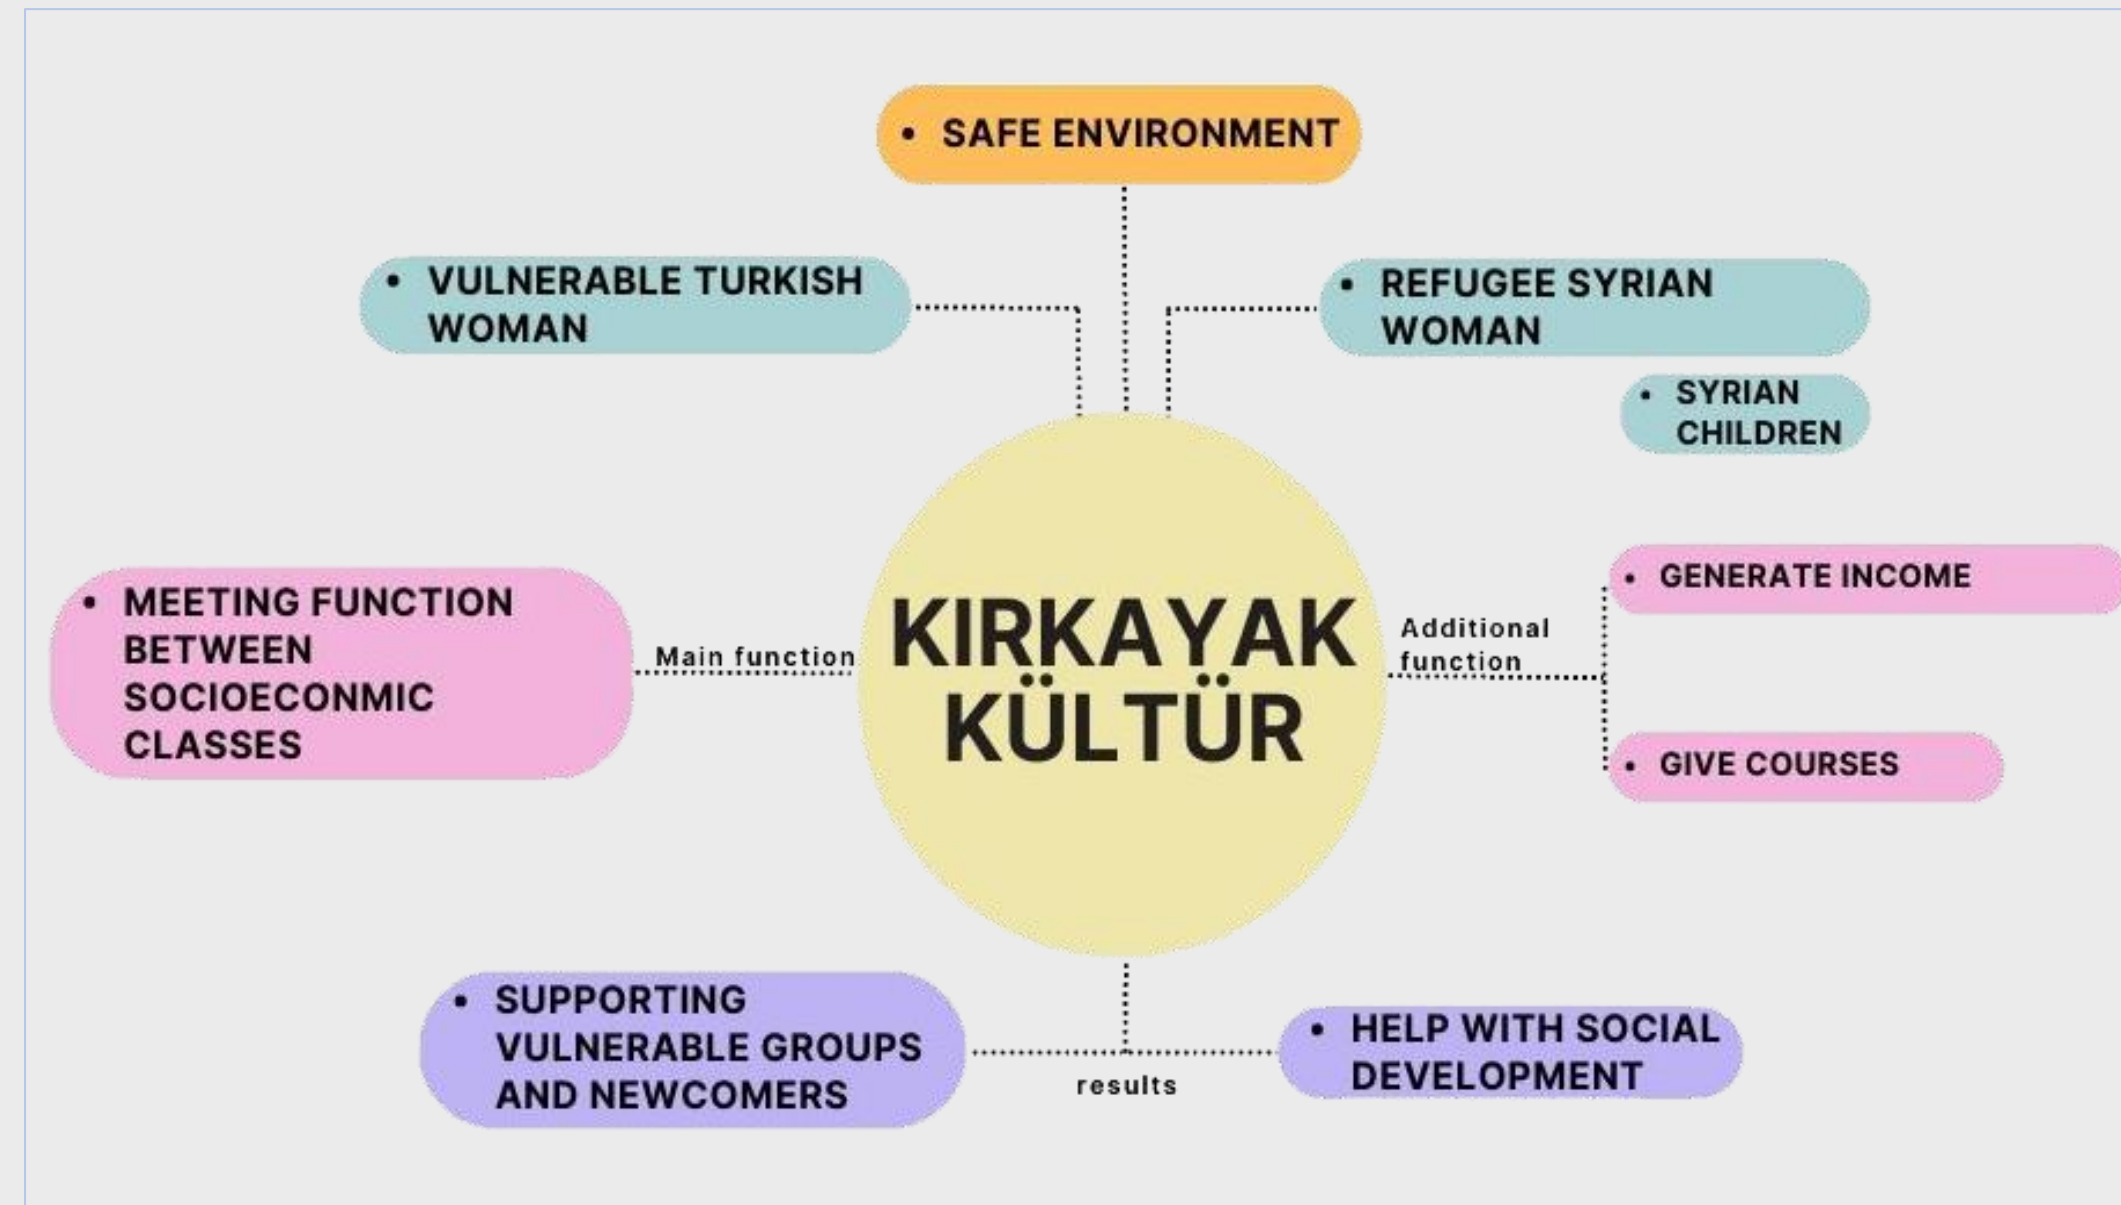 • SAFE ENVIRONMENT
• VULNERABLE TURKISH
WOMAN
• REFUGEE SYRIAN
WOMAN
• SYRIAN
CHILDREN
• MEETING FUNCTION
BETWEEN
SOCIOECONMIC
CLASSES
Main function
KIRKAYAK
KÜLTÜR
Additional
function
• GENERATE INCOME
• GIVE COURSES
• SUPPORTING
VULNERABLE GROUPS
AND NEWCOMERS
results
• HELP WITH SOCIAL
DEVELOPMENT